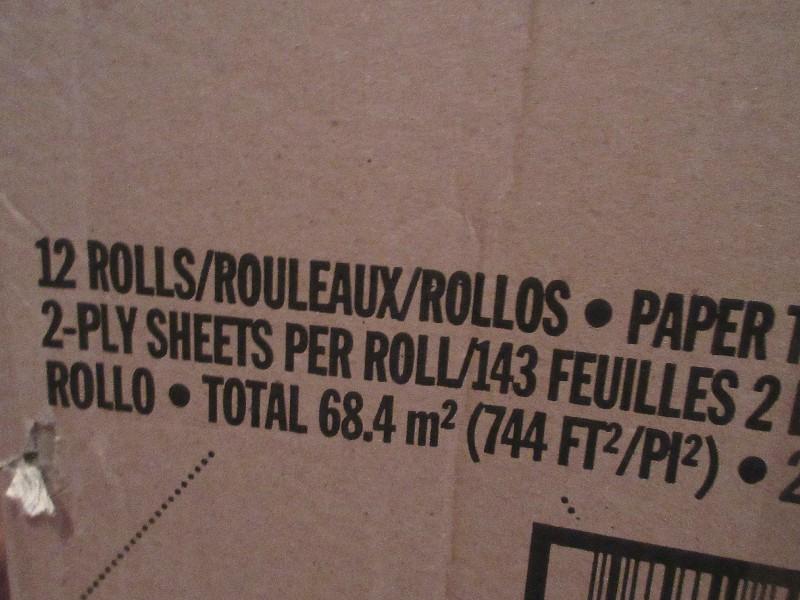 12 ROLLS/ROULEAUX/ROLLOS • PAPER
2-PLY SHEETS PER ROLL/143 FEUILLES 2
ROLLO • TOTAL 68.4 m² (744 FT²/PI²) •